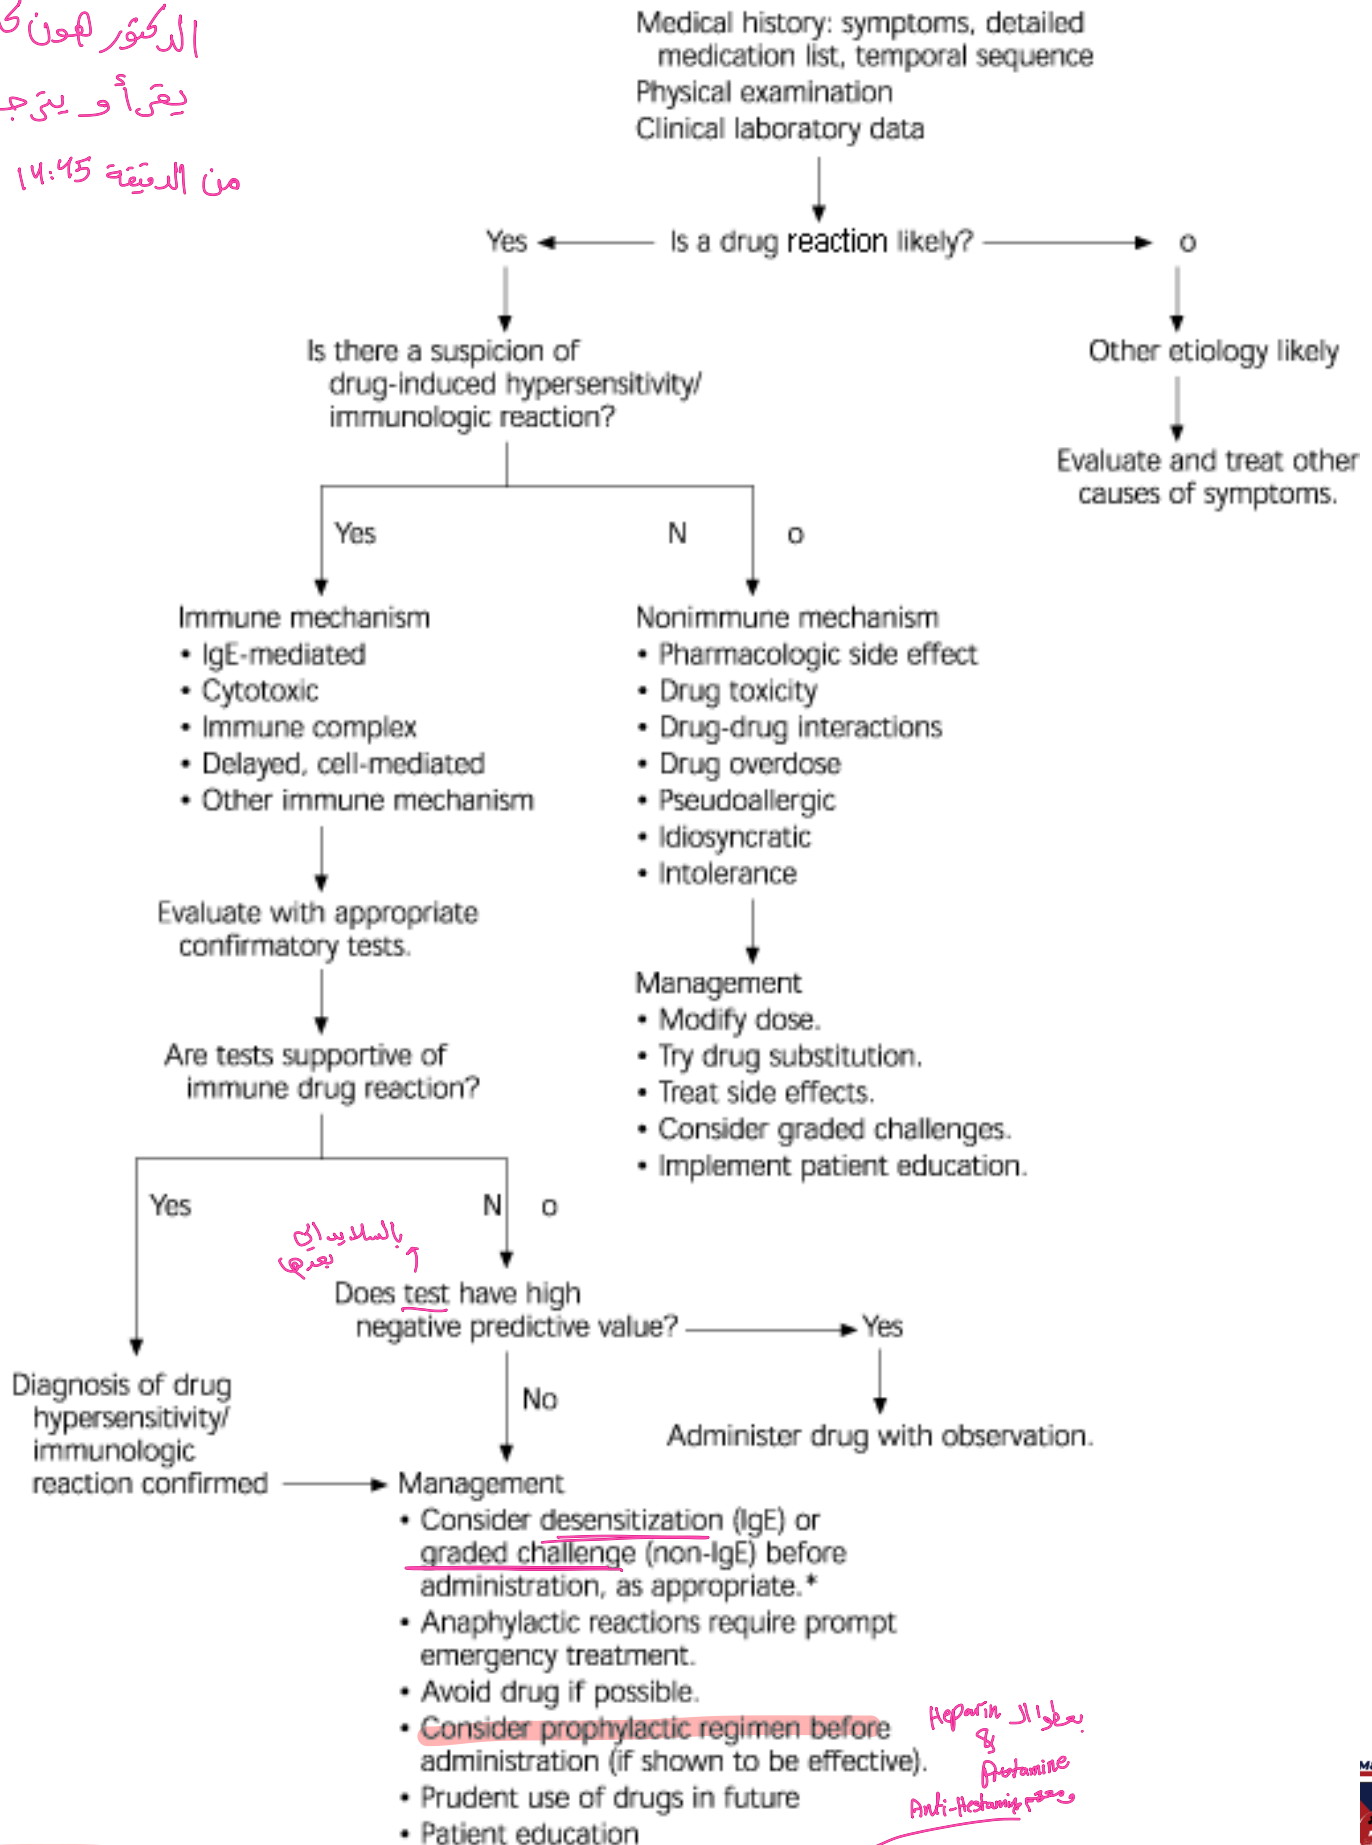 الدكتور هون
يقرأ و يترجـ
من الدقيقة
Medical history: symptoms, detailed
medication list, temporal sequence
Physical examination
Clinical laboratory data
Yes
Is a drug reaction likely?
o
Is there a suspicion of
drug-induced hypersensitivity/
immunologic reaction?
Other etiology likely
Evaluate and treat other
causes of symptoms.
Yes
N o
Immune mechanism
• IgE-mediated
• Cytotoxic
• Immune complex
• Delayed, cell-mediated
• Other immune mechanism
Nonimmune mechanism
• Pharmacologic side effect
• Drug toxicity
• Drug-drug interactions
• Drug overdose
• Pseudoallergic
• Idiosyncratic
• Intolerance
Evaluate with appropriate
confirmatory tests.
Management
• Modify dose.
• Try drug substitution.
• Treat side effects.
• Consider graded challenges.
• Implement patient education.
Are tests supportive of
immune drug reaction?
Yes
N o
بالسلايد الي
بعدها
Does test have high
negative predictive value?
Yes
No
Administer drug with observation.
Diagnosis of drug
hypersensitivity/
immunologic
reaction confirmed
Management
• Consider desensitization (IgE) or
graded challenge (non-IgE) before
administration, as appropriate.*
• Anaphylactic reactions require prompt
emergency treatment.
• Avoid drug if possible.
• Consider prophylactic regimen before
administration (if shown to be effective).
• Prudent use of drugs in future
• Patient education
بعطوا الـ Heparin
&
Protamine
Anti-Hestamin